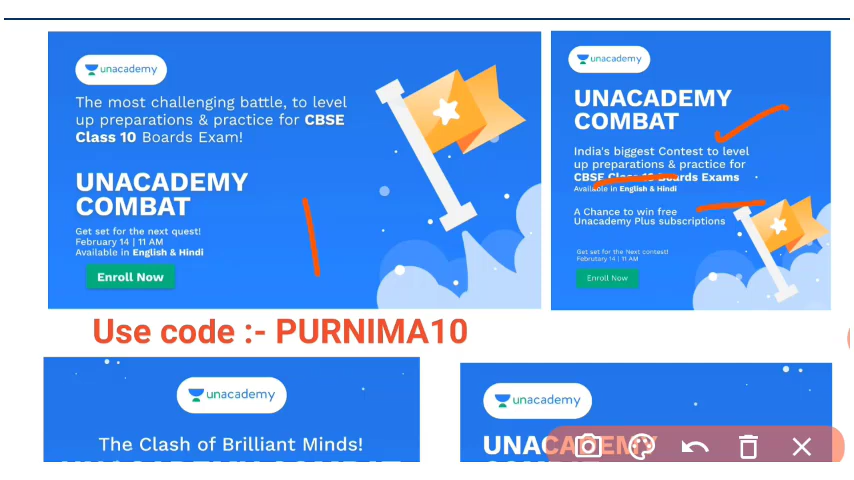 unacademy
The most challenging battle, to level
up preparations & practice for CBSE
Class 10 Boards Exam!
UNACADEMY
COMBAT
Get set for the next quest!
February 14 | 11 AM
Available in English & Hindi
Enroll Now
unacademy
UNACADEMY
COMBAT
India's biggest Contest to level
up preparations & practice for
CBSE Class 10 Boards Exams
Available in English & Hindi
A Chance to win free
Unacademy Plus subscriptions
Get set for the Next contest!
February 14 | 11 AM
Enroll Now
Use code :- PURNIMA10
unacademy
The Clash of Brilliant Minds!
unacademy
UNACADEMY